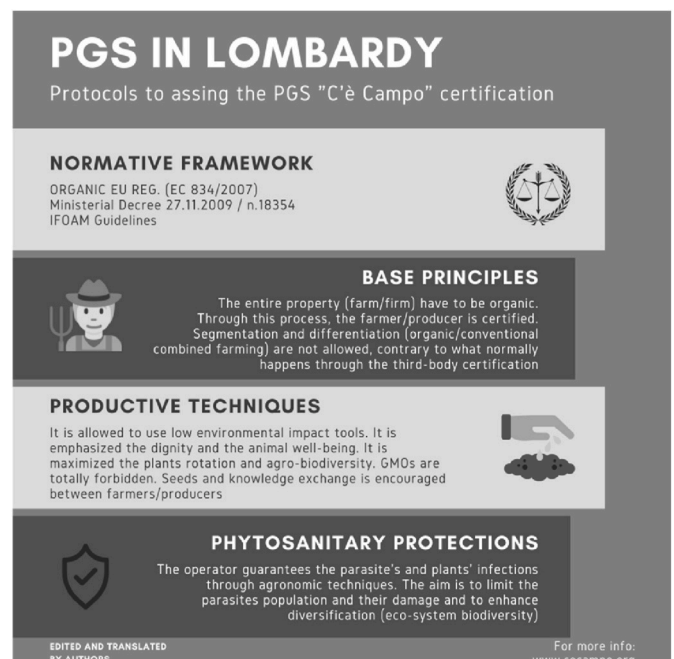 PGS IN LOMBARDY
Protocols to assing the PGS "C'è Campo" certification
NORMATIVE FRAMEWORK
ORGANIC EU REG. (EC 834/2007)
Ministerial Decree 27.11.2009 / n.18354
IFOAM Guidelines
BASE PRINCIPLES
The entire property (farm/firm) have to be organic.
Through this process, the farmer/producer is certified.
Segmentation and differentiation (organic/conventional
combined farming) are not allowed, contrary to what normally
happens through the third-body certification
PRODUCTIVE TECHNIQUES
It is allowed to use low environmental impact tools. It is
emphasized the dignity and the animal well-being. It is
maximized the plants rotation and agro-biodiversity. GMOs are
totally forbidden. Seeds and knowledge exchange is encouraged
between farmers/producers
PHYTOSANITARY PROTECTIONS
The operator guarantees the parasite's and plants' infections
through agronomic techniques. The aim is to limit the
parasites population and their damage and to enhance
diversification (eco-system biodiversity)
EDITED AND TRANSLATED
BY AUTHORS
For more info: